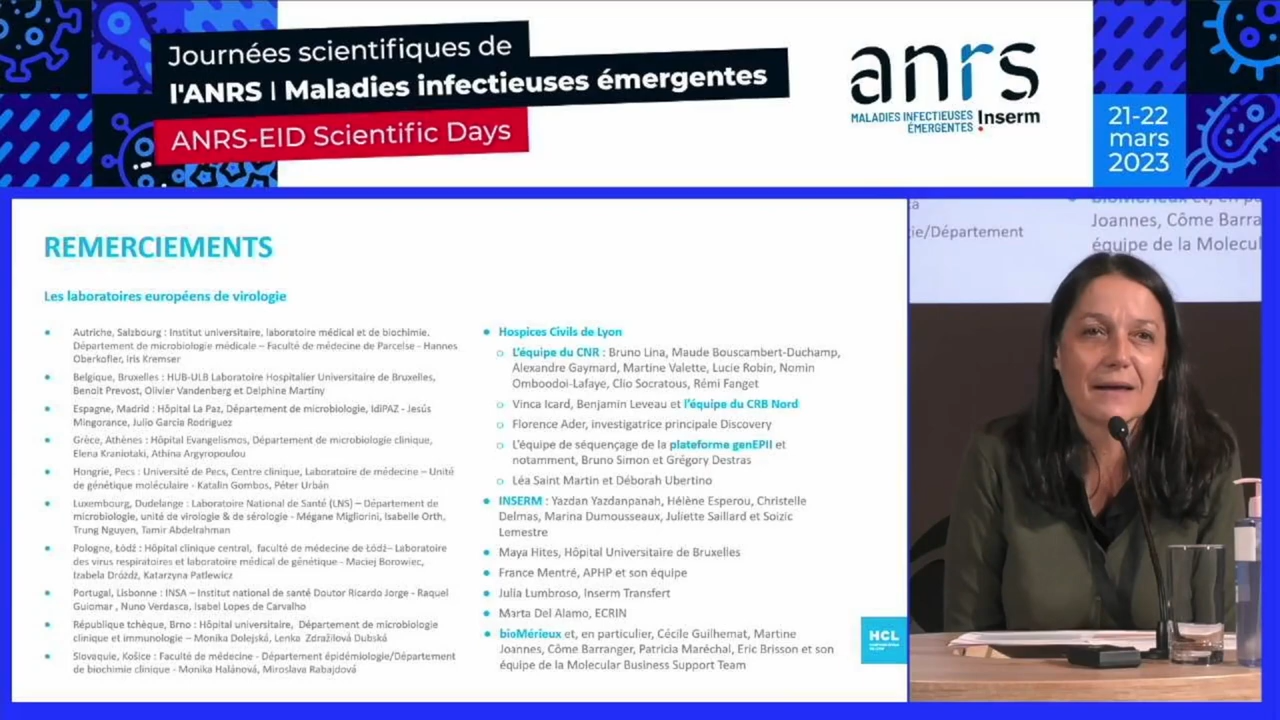 Journées scientifiques de
l'ANRS | Maladies infectieuses émergentes
ANRS-EID Scientific Days
anrs
MALADIES INFECTIEUSES
ÉMERGENTES
Inserm
21-22
mars
2023
REMERCIEMENTS
Les laboratoires européens de virologie
Autriche, Salzbourg : Institut universitaire, laboratoire médical et de biochimie.
Département de microbiologie médicale – Faculté de médecine de Parcelse - Hannes
Oberkofler, Iris Kremser
Belgique, Bruxelles : HUB-ULB Laboratoire Hospitalier Universitaire de Bruxelles,
Benoit Prevost, Olivier Vandenberg et Delphine Martiny
Espagne, Madrid : Hôpital La Paz, Département de microbiologie, IdiPAZ - Jesús
Mingorance, Julio García Rodriguez
Grèce, Athènes : Hôpital Evangelismos, Département de microbiologie clinique,
Elena Kraniotaki, Athina Argyropoulou
Hongrie, Pecs : Université de Pecs, Centre clinique, Laboratoire de médecine – Unité
de génétique moléculaire - Katalin Gombos, Péter Urbán
Luxembourg, Dudelange : Laboratoire National de Santé (LNS) – Département de
microbiologie, unité de virologie & de sérologie - Mégane Migliorini, Isabelle Orth,
Trung Nguyen, Tamir Abdelrahman
Pologne, Łódź : Hôpital clinique central, faculté de médecine de Łódź– Laboratoire
des virus respiratoires et laboratoire médical de génétique - Maciej Borowiec,
Izabela Dróżdż, Katarzyna Patlewicz
Portugal, Lisbonne : INSA – Institut national de santé Doutor Ricardo Jorge - Raquel
Guiomar , Nuno Verdasca, Isabel Lopes de Carvalho
République tchèque, Brno : Hôpital universitaire, Département de microbiologie
clinique et immunologie – Monika Dolejská, Lenka Zdražilová Dubská
Slovaquie, Košice : Faculté de médecine - Département épidémiologie/Département
de biochimie clinique - Monika Halánová, Miroslava Rabajdová
Hospices Civils de Lyon
L'équipe du CNR : Bruno Lina, Maude Bouscambert-Duchamp,
Alexandre Gaymard, Martine Valette, Lucie Robin, Nomin
Omboodoi-Lafaye, Clio Socratous, Rémi Fanget
Vinca Icard, Benjamin Leveau et l'équipe du CRB Nord
Florence Ader, investigatrice principale Discovery
L'équipe de séquençage de la plateforme genEPII et
notamment, Bruno Simon et Grégory Destras
Léa Saint Martin et Déborah Ubertino
INSERM : Yazdan Yazdanpanah, Hélène Esperou, Christelle
Delmas, Marina Dumousseaux, Juliette Saillard et Soizic
Lemestre
Maya Hites, Hôpital Universitaire de Bruxelles
France Mentré, APHP et son équipe
Julia Lumbroso, Inserm Transfert
Marta Del Alamo, ECRIN
bioMérieux et, en particulier, Cécile Guilhemat, Martine
Joannes, Côme Barranger, Patricia Maréchal, Eric Brisson et son
équipe de la Molecular Business Support Team
HCL
ie/Département
Joannes, Côme Barra
équipe de la Molecul